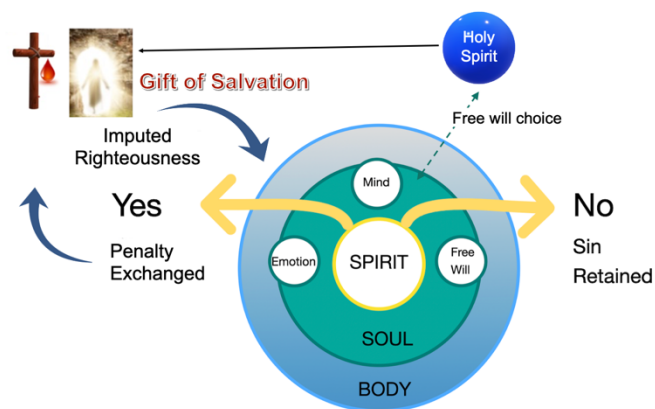 Holy
Spirit
Gift of Salvation
Free will choice
Imputed
Righteousness
Mind
Yes
No
Penalty
Exchanged
Emotion
SPIRIT
Free
Will
Sin
Retained
SOUL
BODY